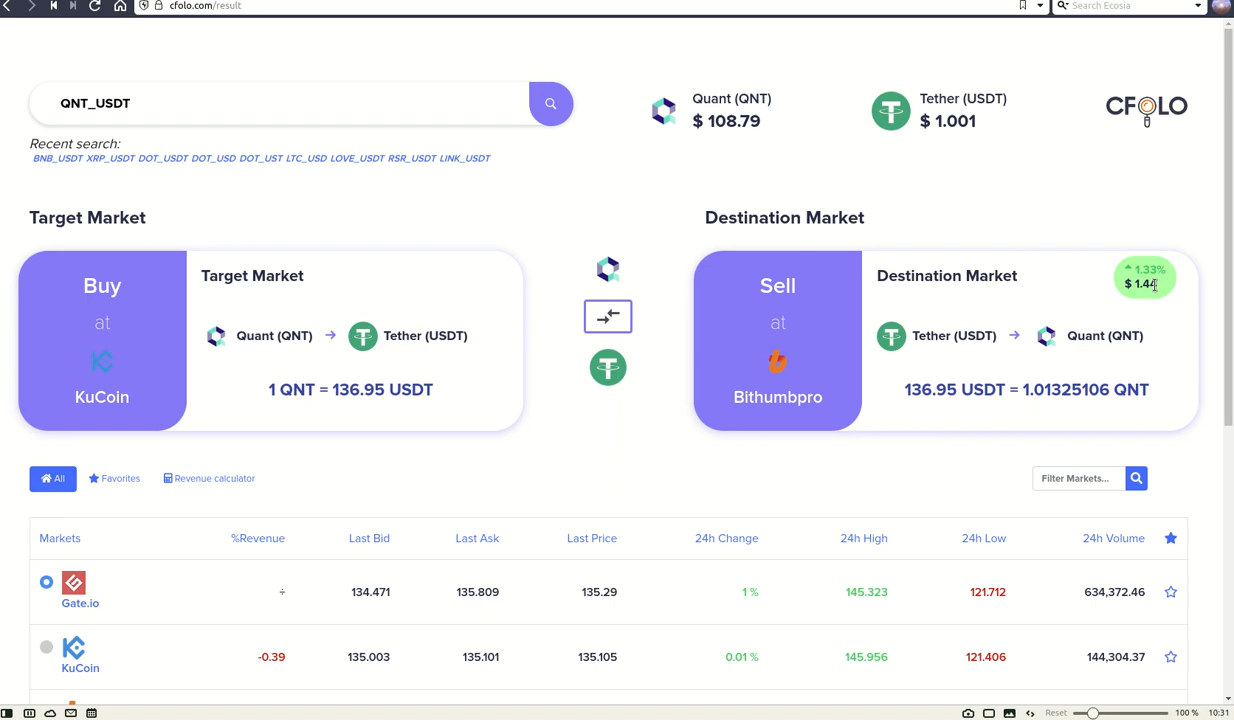 cfolo.com/result
Search Ecosia
QNT_USDT
Quant (QNT)
$ 108.79
Tether (USDT)
$ 1.001
CFOLO
Recent search:
BNB_USDT XRP_USDT DOT_USDT DOT_USD DOT_UST LTC_USD LOVE_USDT RSR_USDT LINK_USDT
Target Market
Destination Market
Buy
at
KuCoin
Target Market
Quant (QNT) → Tether (USDT)
1 QNT = 136.95 USDT
Sell
at
Bithumbpro
Destination Market
1.33%
$ 1.44
Tether (USDT) → Quant (QNT)
136.95 USDT = 1.01325106 QNT
All Favorites Revenue calculator
Filter Markets...
Markets %Revenue Last Bid Last Ask Last Price 24h Change 24h High 24h Low 24h Volume
Gate.io ÷ 134.471 135.809 135.29 1 % 145.323 121.712 634,372.46
KuCoin -0.39 135.003 135.101 135.105 0.01 % 145.956 121.406 144,304.37
Reset 100 % 10:31